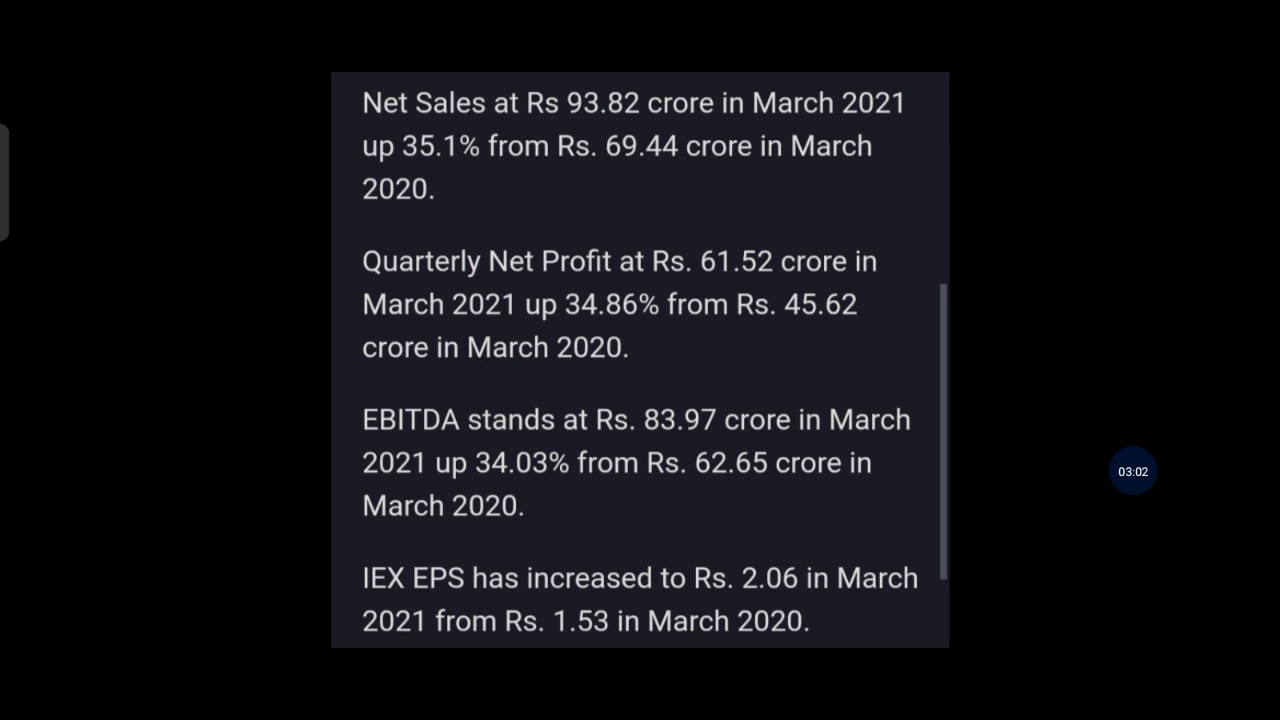 Net Sales at Rs 93.82 crore in March 2021
up 35.1% from Rs. 69.44 crore in March
2020.
Quarterly Net Profit at Rs. 61.52 crore in
March 2021 up 34.86% from Rs. 45.62
crore in March 2020.
EBITDA stands at Rs. 83.97 crore in March
2021 up 34.03% from Rs. 62.65 crore in
March 2020.
IEX EPS has increased to Rs. 2.06 in March
2021 from Rs. 1.53 in March 2020.
03:02